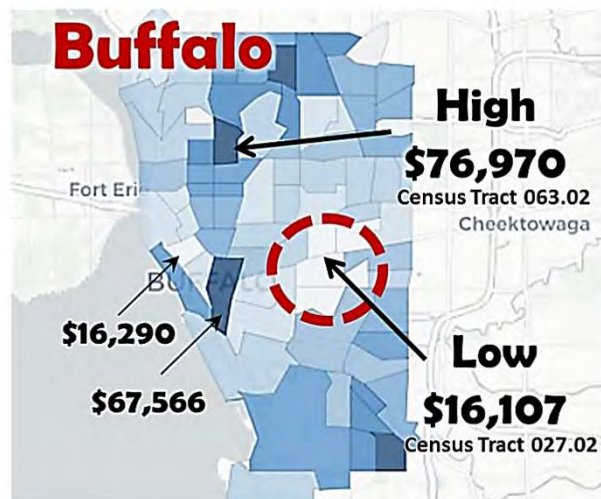 Buffalo
High
$76,970
Census Tract 063.02
Fort Erie
Cheektowaga
BUFFALO
$16,290
$67,566
Low
$16,107
Census Tract 027.02